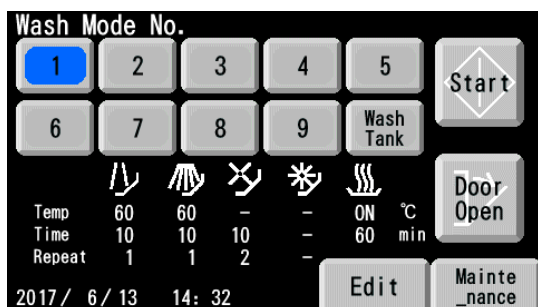 Wash Mode No.
1 2 3 4 5
Start
6 7 8 9 Wash Tank
Door Open
Temp 60 60 - - ON ℃
Time 10 10 10 - 60 min
Repeat 1 1 2 -
2017/ 6/13 14: 32
Edit
Mainte
_nance